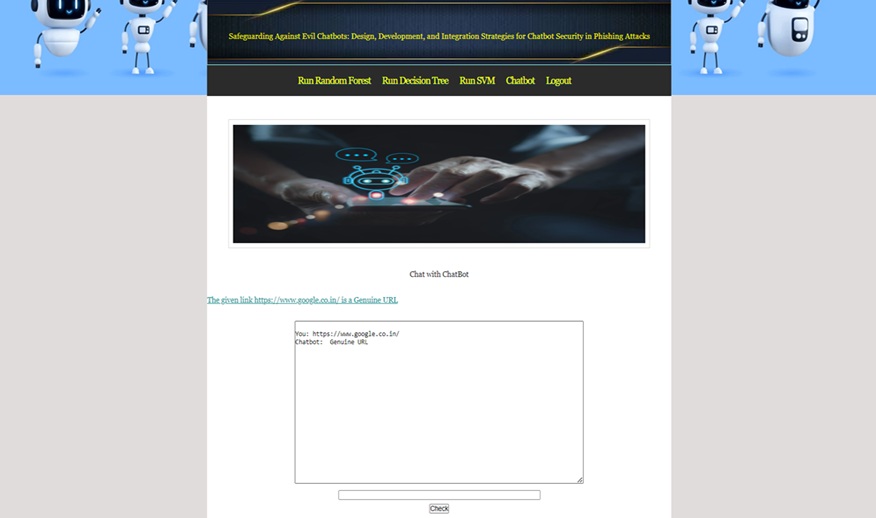 Safeguarding Against Evil Chatbots: Design, Development, and Integration Strategies for Chatbot Security in Phishing Attacks
Run Random Forest Run Decision Tree Run SVM Chatbot Logout
Chat with ChatBot
The given link https://www.google.co.in/ is a Genuine URL
You: https://www.google.co.in/
Chatbot: Genuine URL
Check